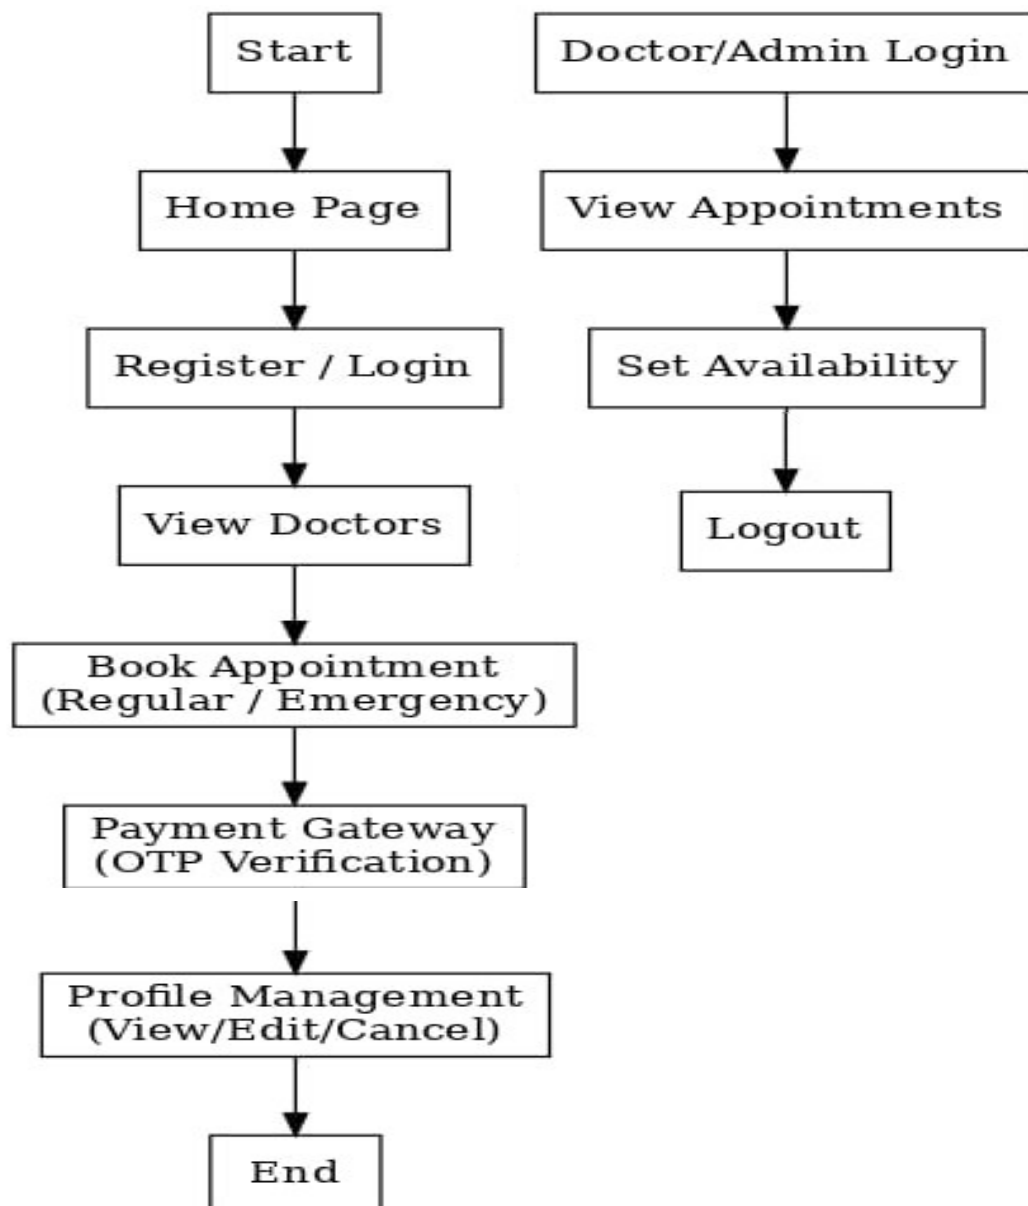 Start
Home Page
Register / Login
View Doctors
Book Appointment
(Regular / Emergency)
Payment Gateway
(OTP Verification)
Profile Management
(View/Edit/Cancel)
End
Doctor/Admin Login
View Appointments
Set Availability
Logout